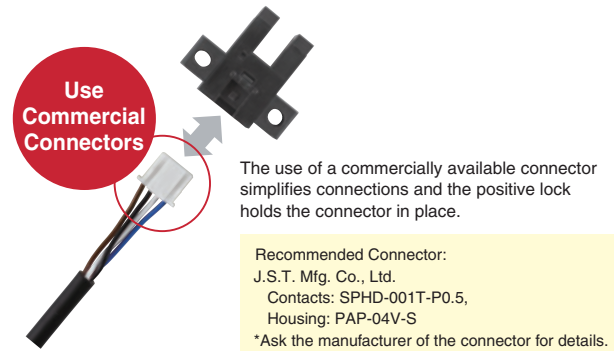 Use
Commercial
Connectors
The use of a commercially available connector
simplifies connections and the positive lock
holds the connector in place.
Recommended Connector:
J.S.T. Mfg. Co., Ltd.
Contacts: SPHD-001T-P0.5,
Housing: PAP-04V-S
*Ask the manufacturer of the connector for details.